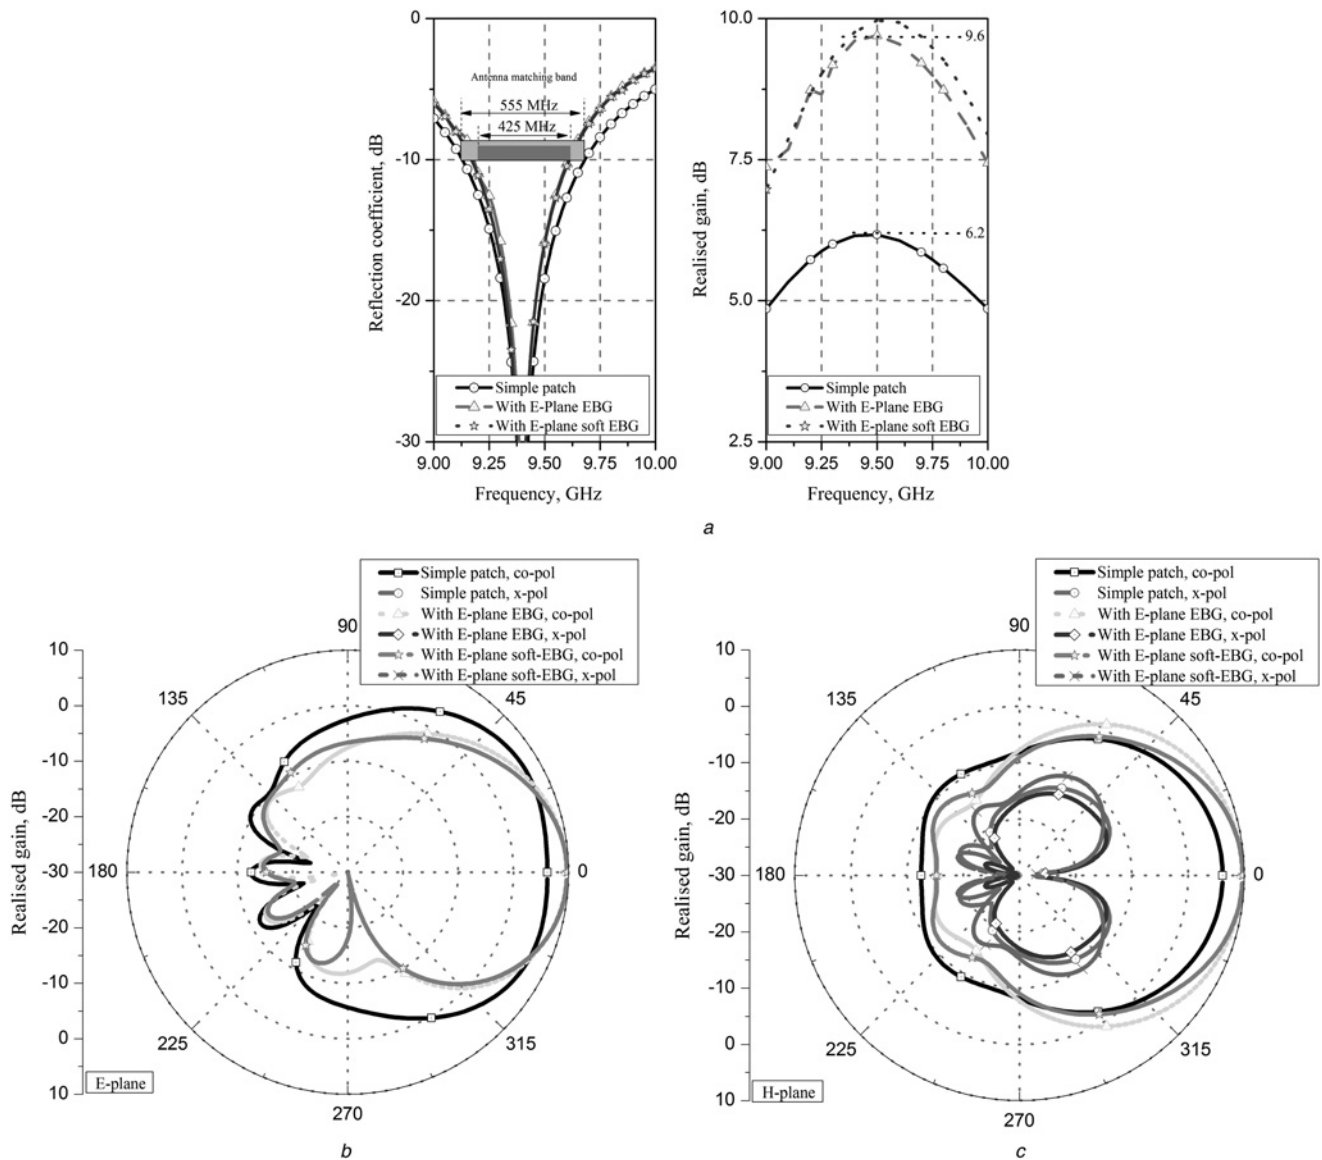 0
-10
-20
-30
Reflection coefficient, dB
Antenna matching band
555 MHz
425 MHz
Simple patch
With E-Plane EBG
With E-plane soft EBG
9.00 9.25 9.50 9.75 10.00
Frequency, GHz
10.0
7.5
5.0
2.5
Realised gain, dB
9.6
6.2
Simple patch
With E-Plane EBG
With E-plane soft EBG
9.00 9.25 9.50 9.75 10.00
Frequency, GHz
a
Simple patch, co-pol
Simple patch, x-pol
With E-plane EBG, co-pol
With E-plane EBG, x-pol
With E-plane soft-EBG, co-pol
With E-plane soft-EBG, x-pol
10
0
-10
-20
-30
-20
-10
0
10
Realised gain, dB
90
135
45
180
0
225
315
270
E-plane
b
Simple patch, co-pol
Simple patch, x-pol
With E-plane EBG, co-pol
With E-plane EBG, x-pol
With E-plane soft-EBG, co-pol
With E-plane soft-EBG, x-pol
10
0
-10
-20
-30
-20
-10
0
10
Realised gain, dB
90
135
45
180
0
225
315
270
H-plane
c